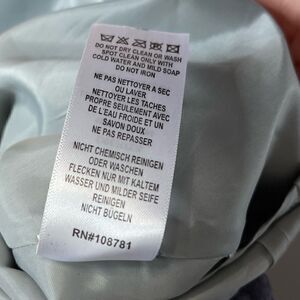 DO NOT DRY CLEAN OR WASH
SPOT CLEAN ONLY WITH
COLD WATER AND MILD SOAP
DO NOT IRON
NE PAS NETTOYER A SEC
OU LAVER
NETTOYER LES TACHES
PROPRE SEULEMENT AVEC
DE L'EAU FROIDE ET UN
SAVON DOUX
NE PAS REPASSER
NICHT CHEMISCH REINIGEN
ODER WASCHEN
FLECKEN NUR MIT KALTEM
WASSER UND MILDER SEIFE
REINIGEN
NICHT BÜGELN
RN#108781